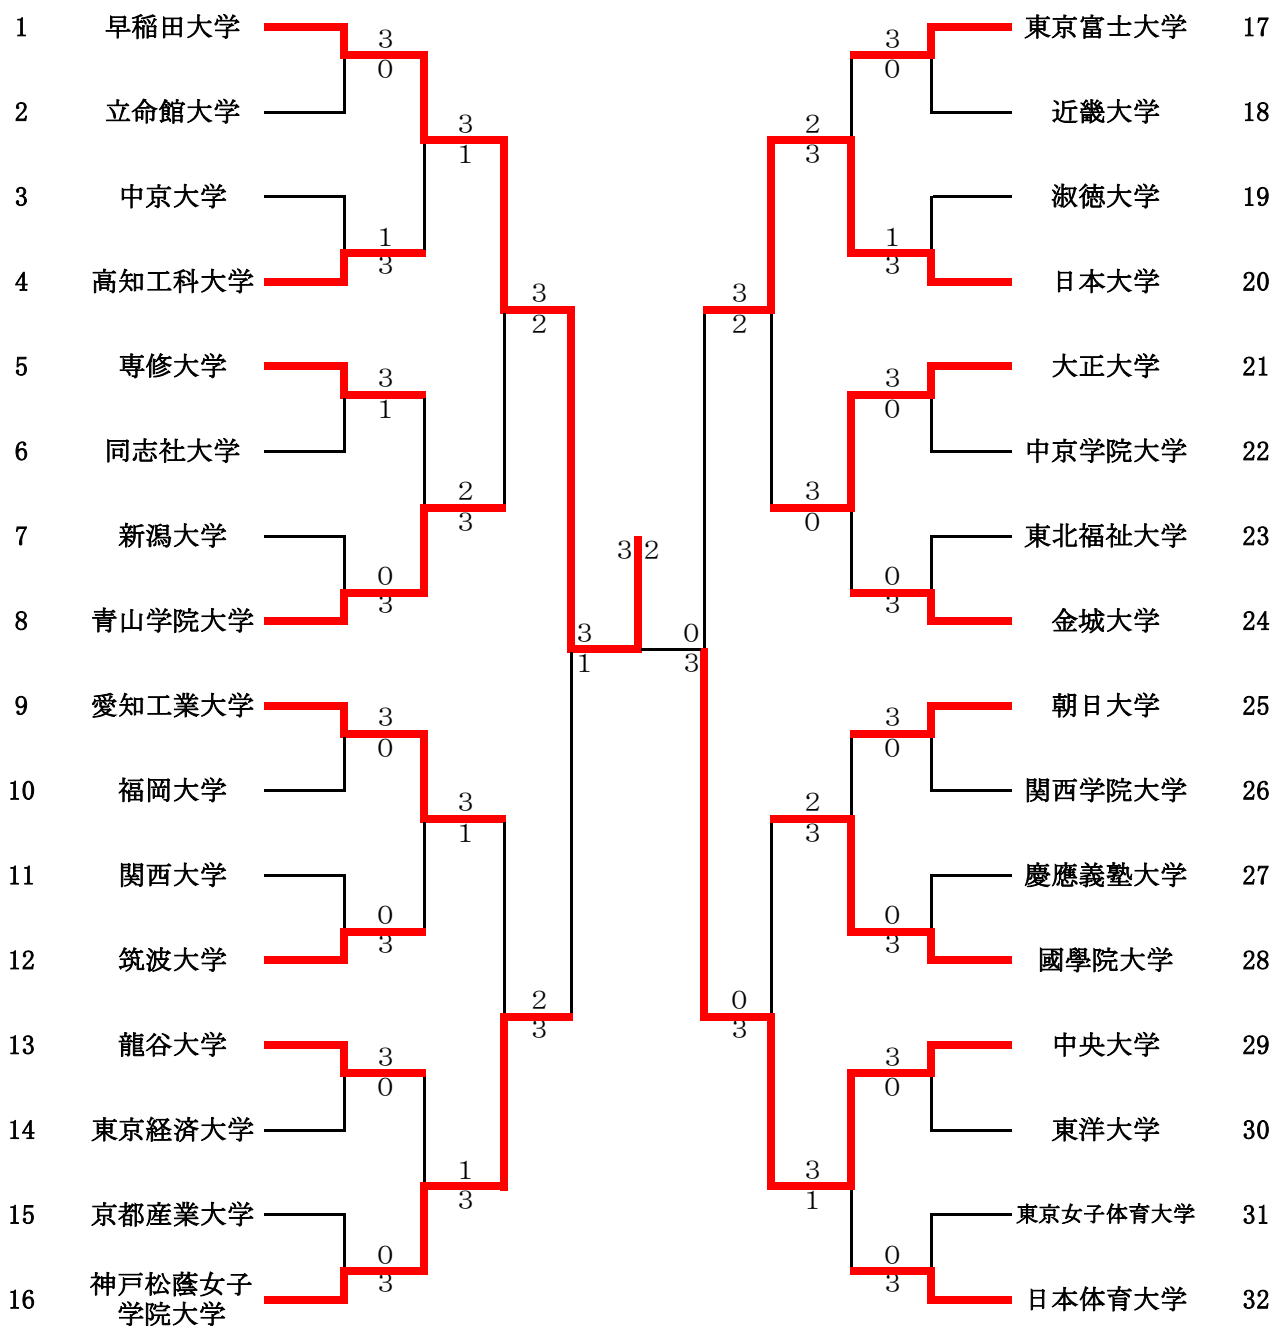 1 早稲田大学 3 3 東京富士大学 17
0 0
2 立命館大学 3 2 近畿大学 18
1 3
3 中京大学 淑徳大学 19
1 1
3 3
4 高知工科大学 3 3 日本大学 20
2 2
5 専修大学 3 3 大正大学 21
1 0
6 同志社大学 中京学院大学 22
2 3
3 0
7 新潟大学 3 2 東北福祉大学 23
0 0
3 3
8 青山学院大学 3 0 金城大学 24
1 3
9 愛知工業大学 3 3 朝日大学 25
0 0
10 福岡大学 3 2 関西学院大学 26
1 3
11 関西大学 慶應義塾大学 27
0 0
3 3
12 筑波大学 國學院大学 28
2 0
3 3
13 龍谷大学 3 3 中央大学 29
0 0
14 東京経済大学 東洋大学 30
1 3
3 1
15 京都産業大学 東京女子体育大学 31
0 0
3 3
16 神戸松蔭女子 日本体育大学 32
学院大学